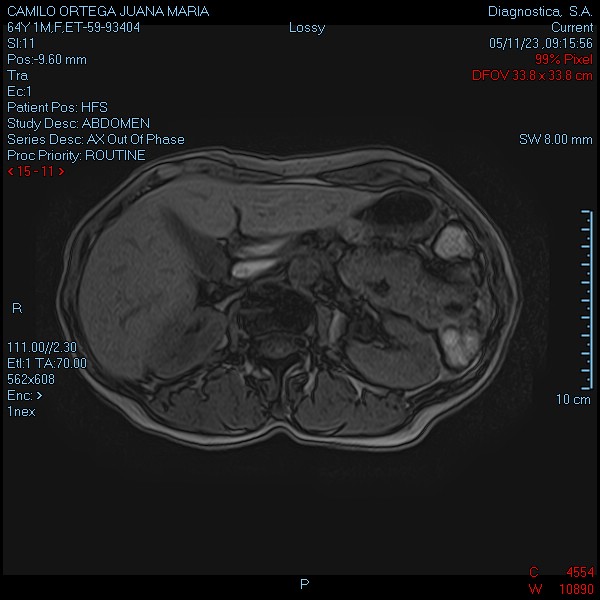 CAMILO ORTEGA JUANA MARIA
64Y 1M,F,ET-59-93404
Sl:11
Pos:-9.60 mm
Tra
Ec:1
Patient Pos: HFS
Study Desc: ABDOMEN
Series Desc: AX Out Of Phase
Proc Priority: ROUTINE
< 15 - 11 >
Lossy
Diagnostica, S.A.
Current
05/11/23 ,09:15:56
99% Pixel
DFOV 33.8 x 33.8 cm
SW 8.00 mm
R
111.00//2.30
Etl:1 TA:70.00
562x608
Enc: >
1nex
10 cm
P
C 4554
W 10890